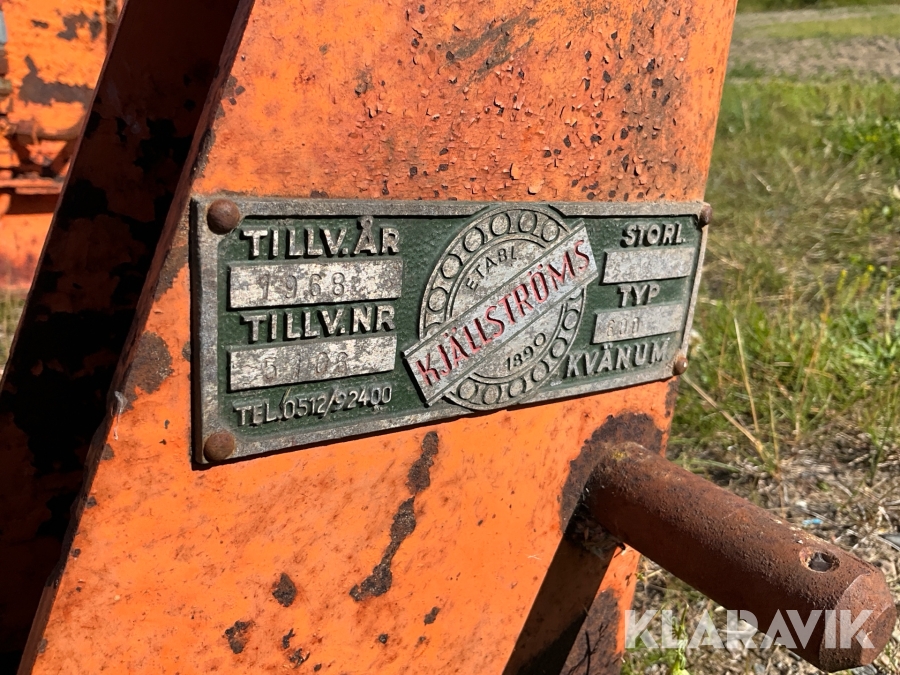 TILLV.ÅR
1968
TILLV.NR
TEL.0512/92400
ETABL.
KJÄLLSTRÖMS
1890
STORL.
TYP
KVÄNUM
KLARAVIK